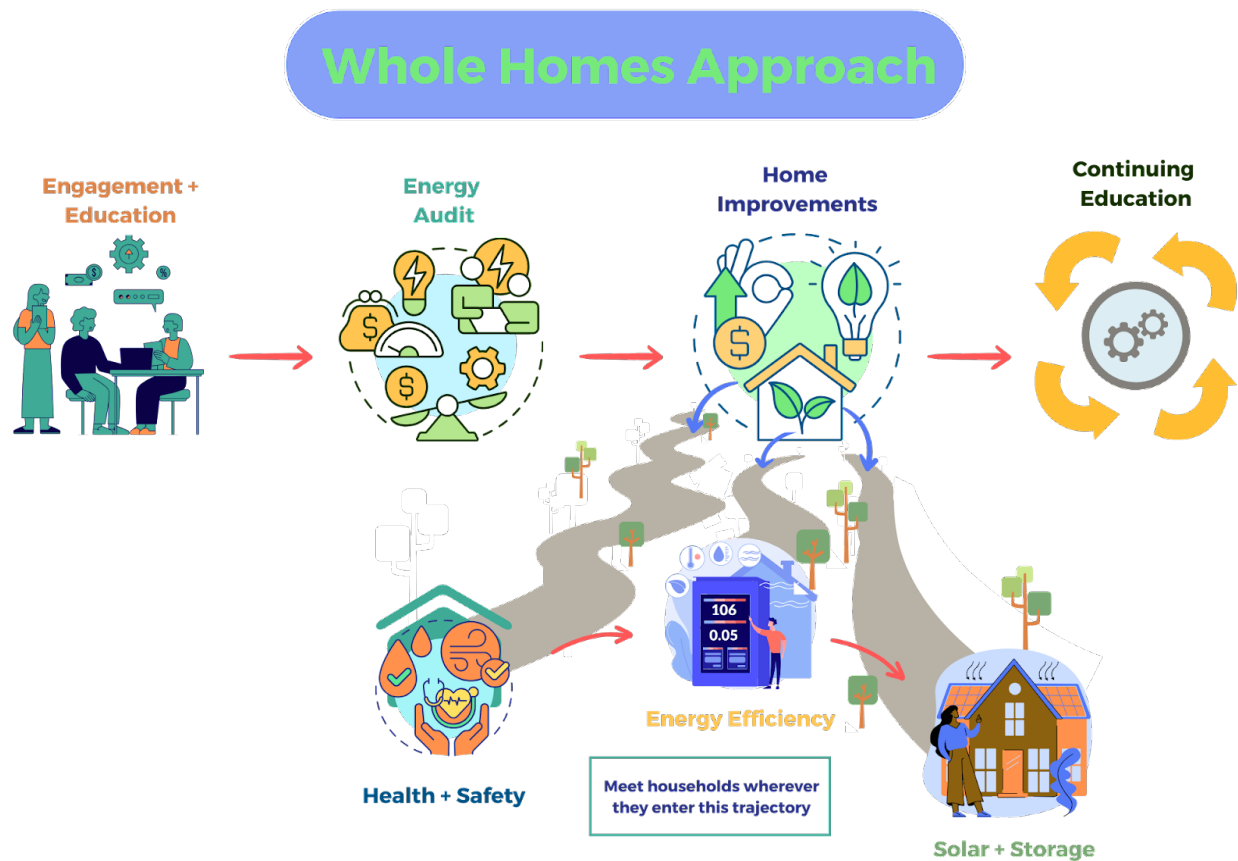 Whole Homes Approach
Engagement +
Education
Energy
Audit
Home
Improvements
Continuing
Education
$
%
$
$
$
106
0.05
Energy Efficiency
Health + Safety
Meet households wherever
they enter this trajectory
Solar + Storage